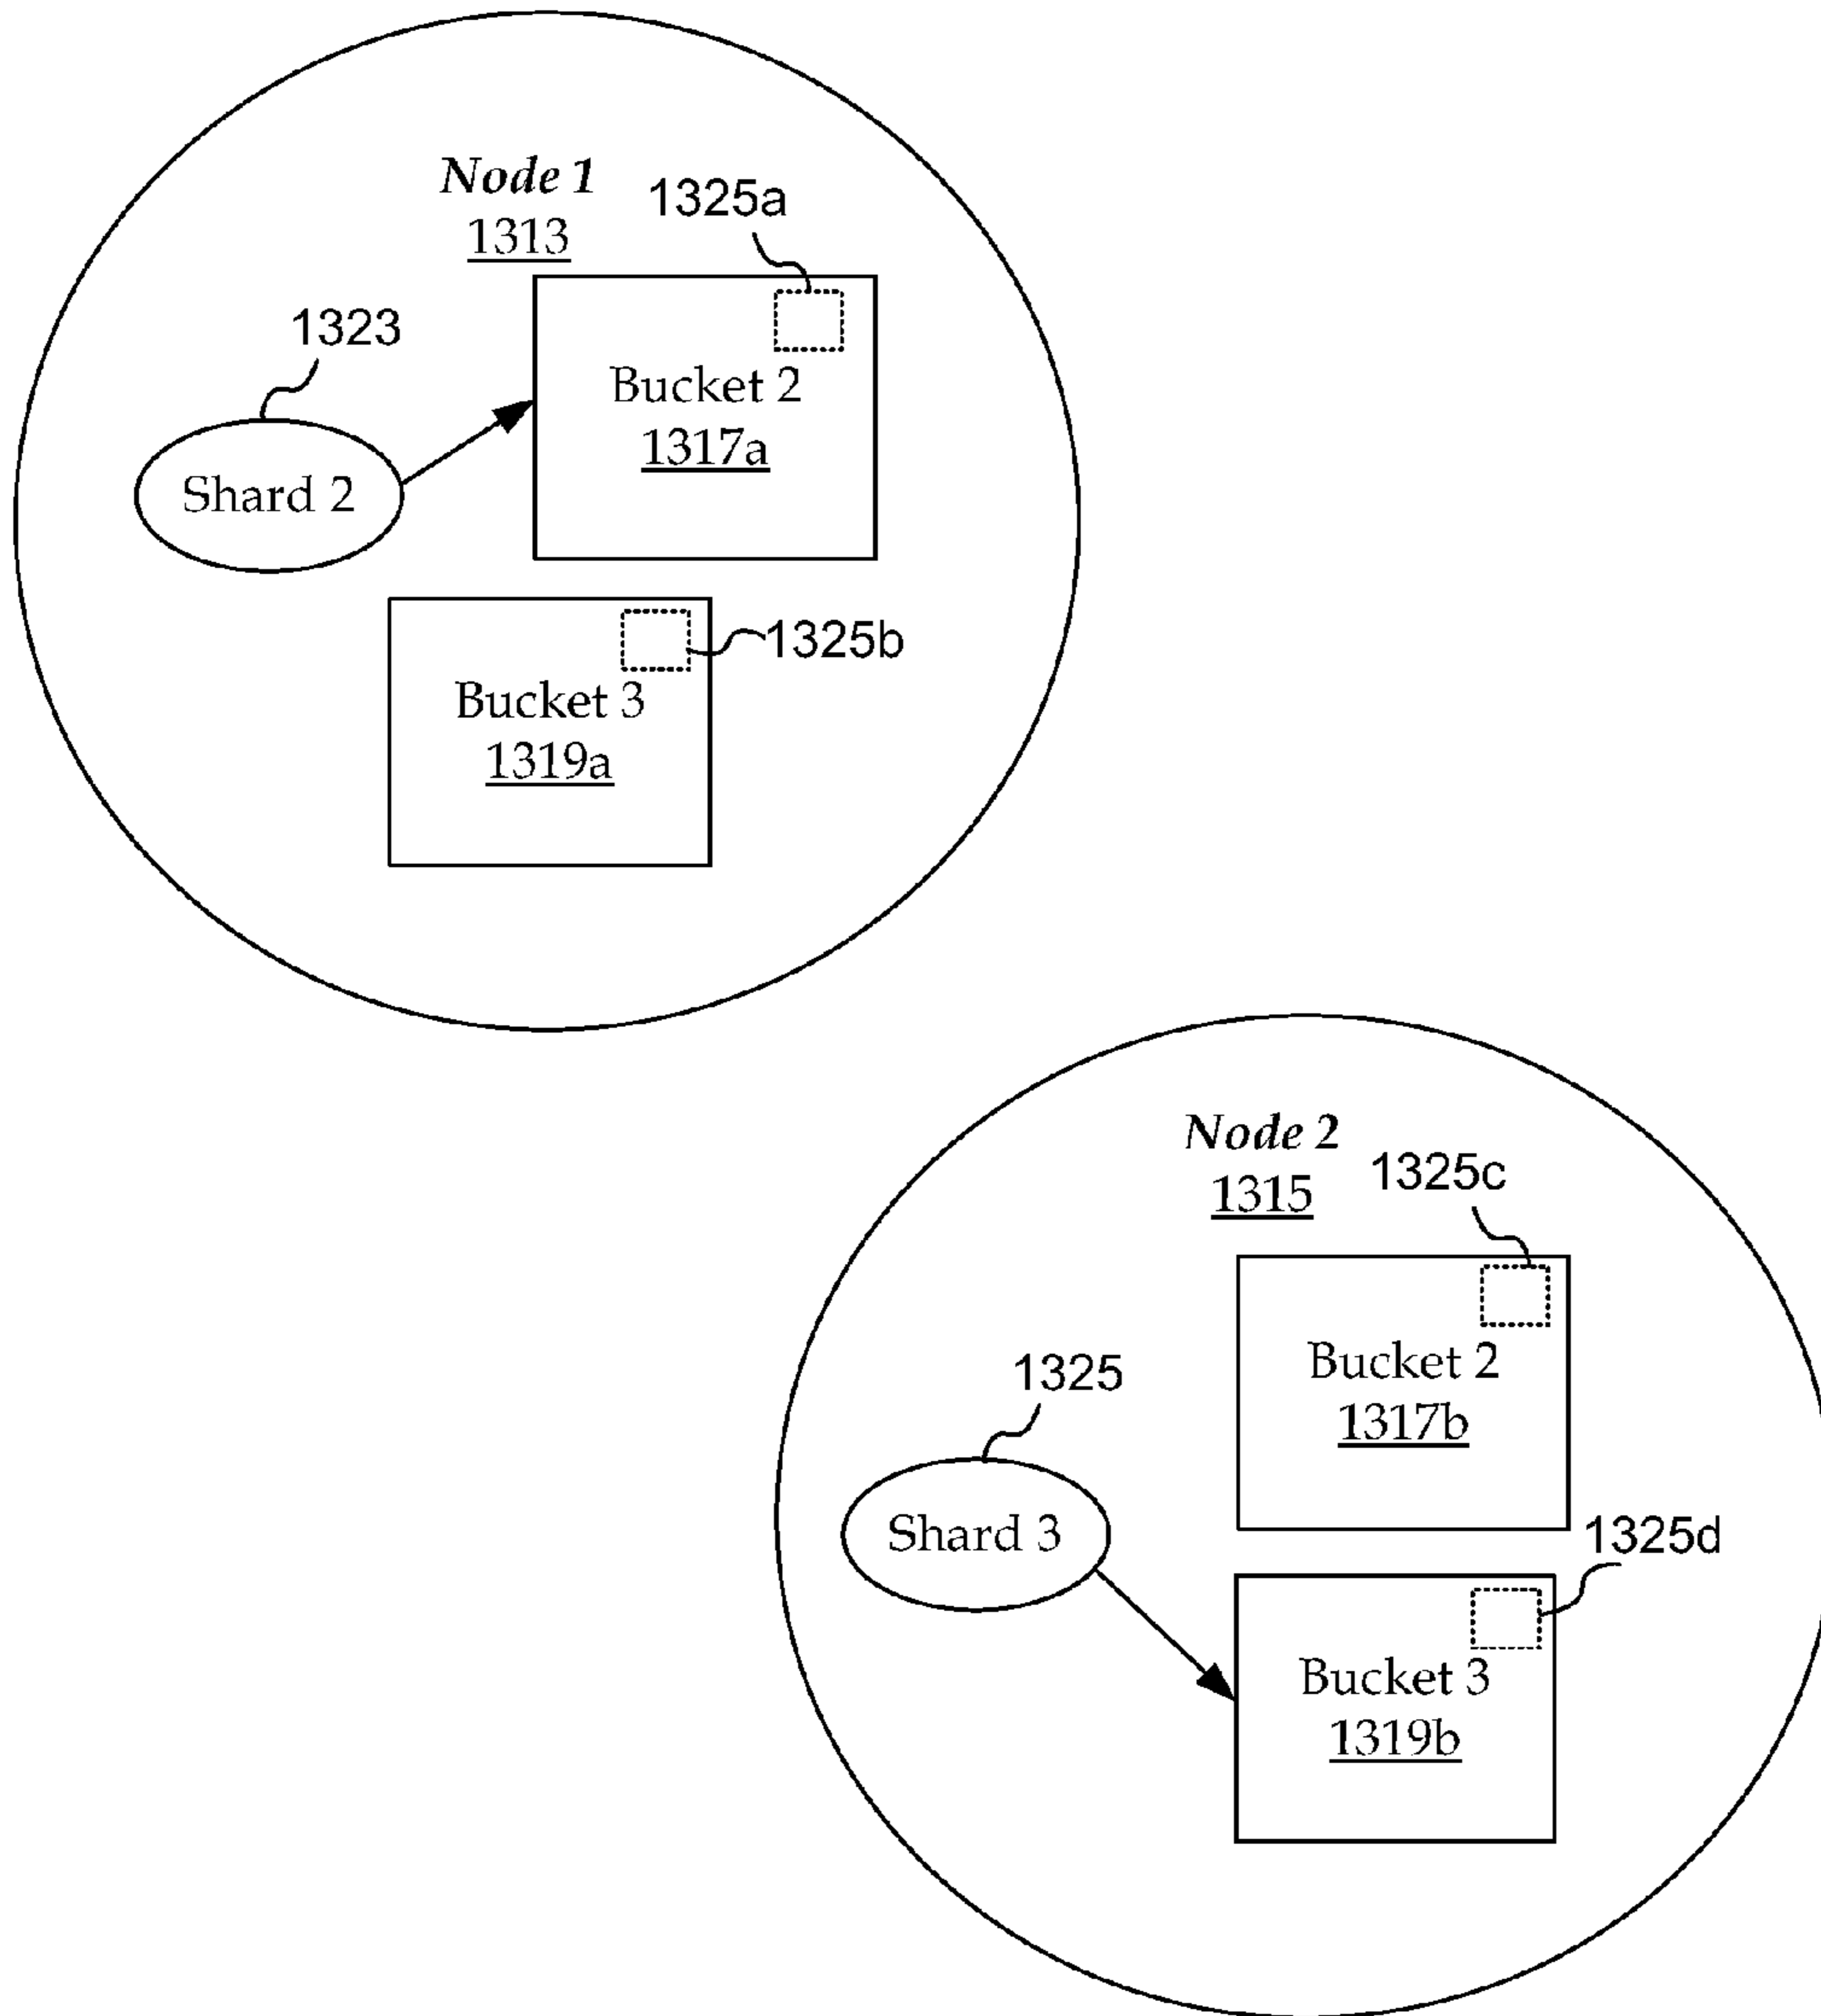 Node 1
1313
1325a
1323
Bucket 2
1317a
Shard 2
1325b
Bucket 3
1319a
Node 2
1315
1325c
1325
Bucket 2
1317b
Shard 3
1325d
Bucket 3
1319b